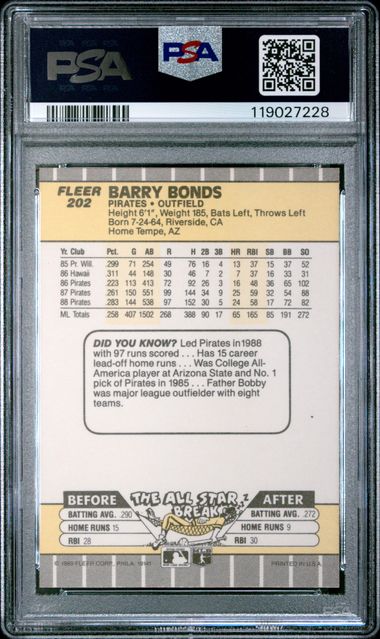 PSA
PSA
119027228
FLEER
202
BARRY BONDS
PIRATES • OUTFIELD
Height 6'1", Weight 185, Bats Left, Throws Left
Born 7-24-64, Riverside, CA
Home Tempe, AZ
Yr. Club Pct. G AB R H 2B 3B HR RBI SB BB SO
85 Pr. Will. .299 71 254 49 76 16 4 13 37 15 37 52
86 Hawaii .311 44 148 30 46 7 2 7 37 16 33 31
86 Pirates .223 113 413 72 92 26 3 16 48 36 65 102
87 Pirates .261 150 551 99 144 34 9 25 59 32 54 88
88 Pirates .283 144 538 97 152 30 5 24 58 17 72 82
ML Totals .258 407 1502 268 388 90 17 65 165 85 191 272
DID YOU KNOW? Led Pirates in 1988
with 97 runs scored . . . Has 15 career
lead-off home runs . . . Was College All-
America player at Arizona State and No. 1
pick of Pirates in 1985 . . . Father Bobby
was major league outfielder with eight
teams.
BEFORE THE ALL STAR BREAK AFTER
BATTING AVG. .290 BATTING AVG. .272
HOME RUNS 15 HOME RUNS 9
RBI 28 RBI 30
© 1989 FLEER CORP., PHILA. 19141 PRINTED IN U.S.A.